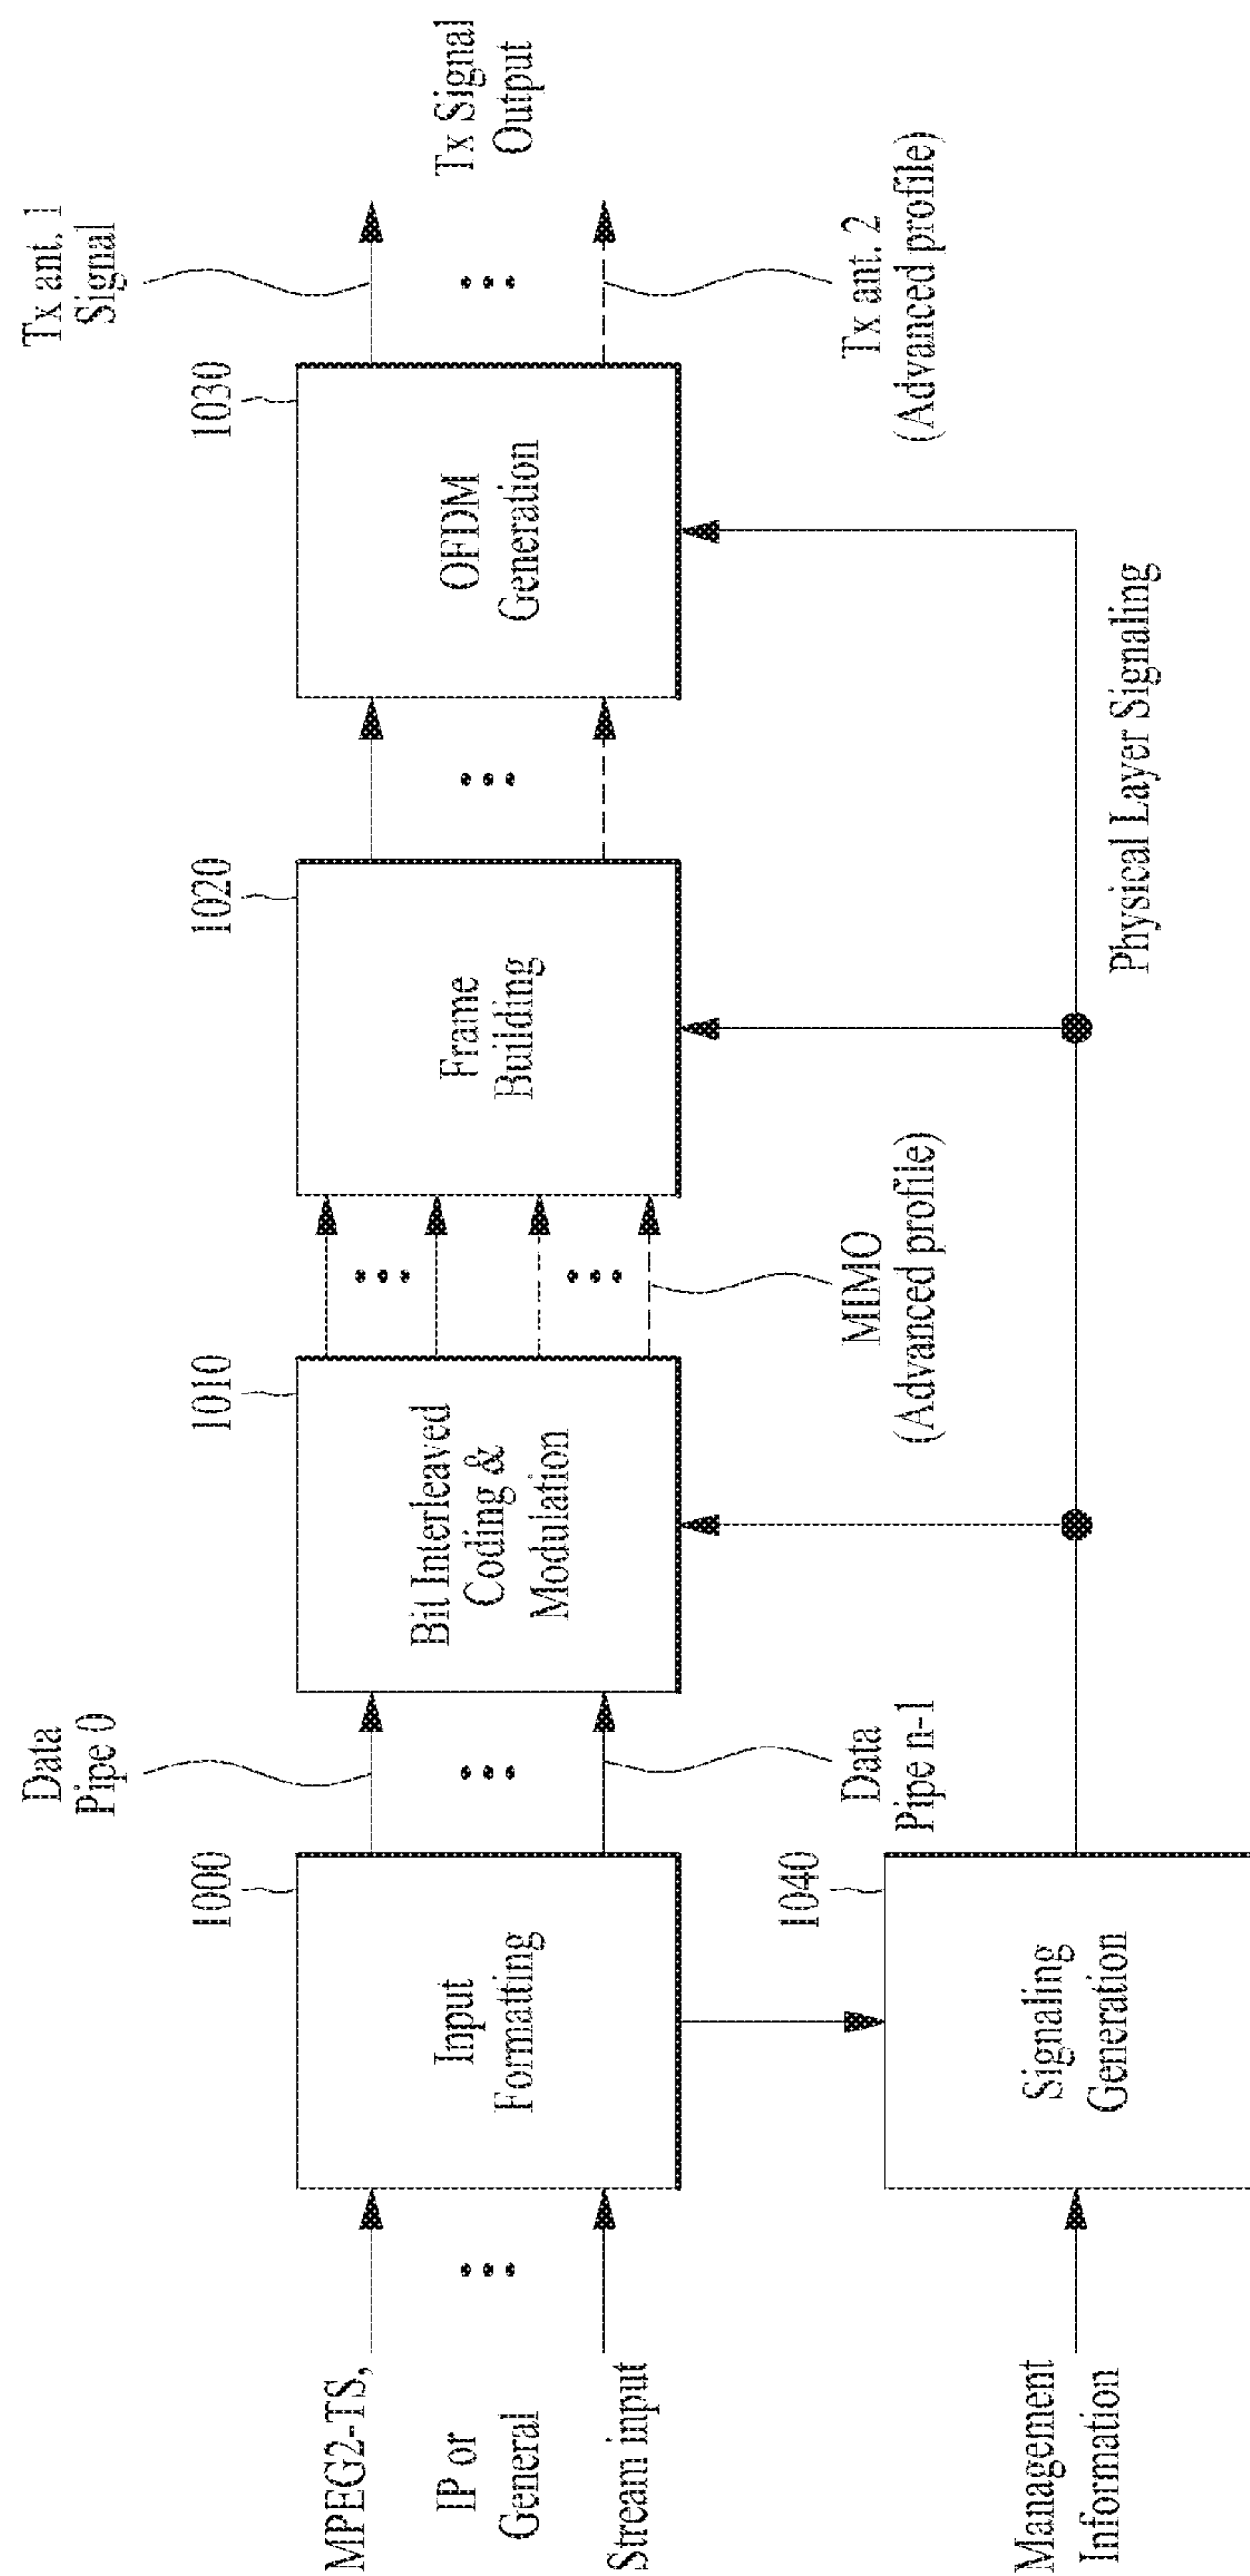 Tx ant. 1
Signal
Data
Pipe 0
1000
1010
1020
1030
MPEG2-TS,
IP or
General
Stream input
Input
Formatting
Bit Interleaved
Coding &
Modulation
Frame
Building
OFDM
Generation
Tx Signal
Output
Data
Pipe n-1
MIMO
(Advanced profile)
Tx ant. 2
(Advanced profile)
1040
Management
Information
Signaling
Generation
Physical Layer Signaling